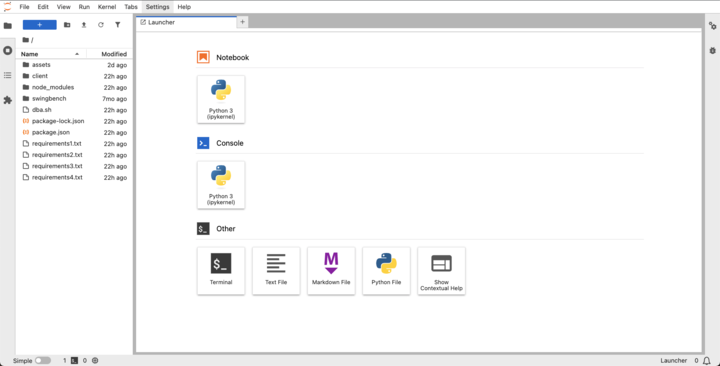 File Edit View Run Kernel Tabs Settings Help
Launcher
/
Name Modified
assets 2d ago
client 22h ago
node_modules 22h ago
swingbench 7mo ago
dba.sh 22h ago
package-lock.json 22h ago
package.json 22h ago
requirements1.txt 22h ago
requirements2.txt 22h ago
requirements3.txt 22h ago
requirements4.txt 22h ago
Notebook
Python 3
(ipykernel)
Console
Python 3
(ipykernel)
$_ Other
$_
M
Terminal
Text File
Markdown File
Python File
Show
Contextual Help
Simple 1 0
Launcher 0